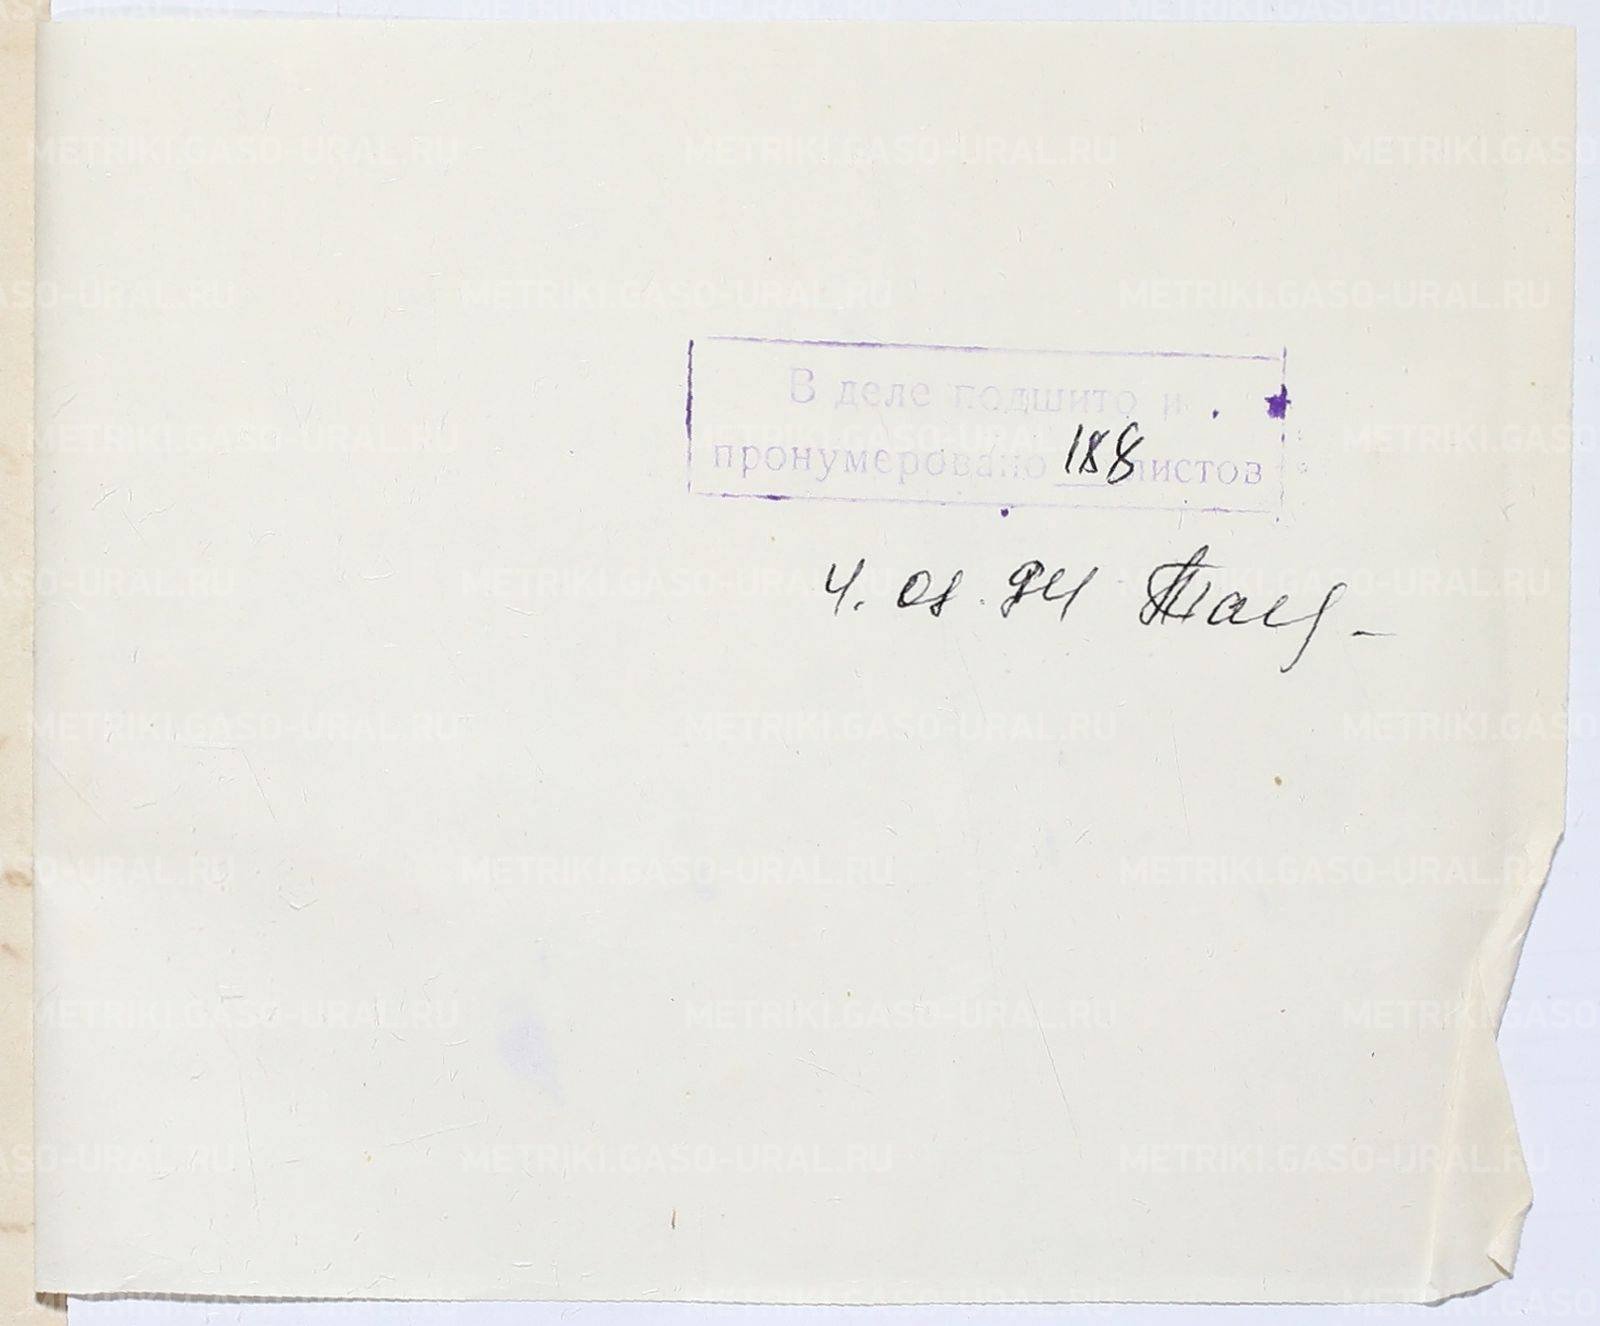 В деле подшито и
пронумеровано 188 листов
4. 08. 94